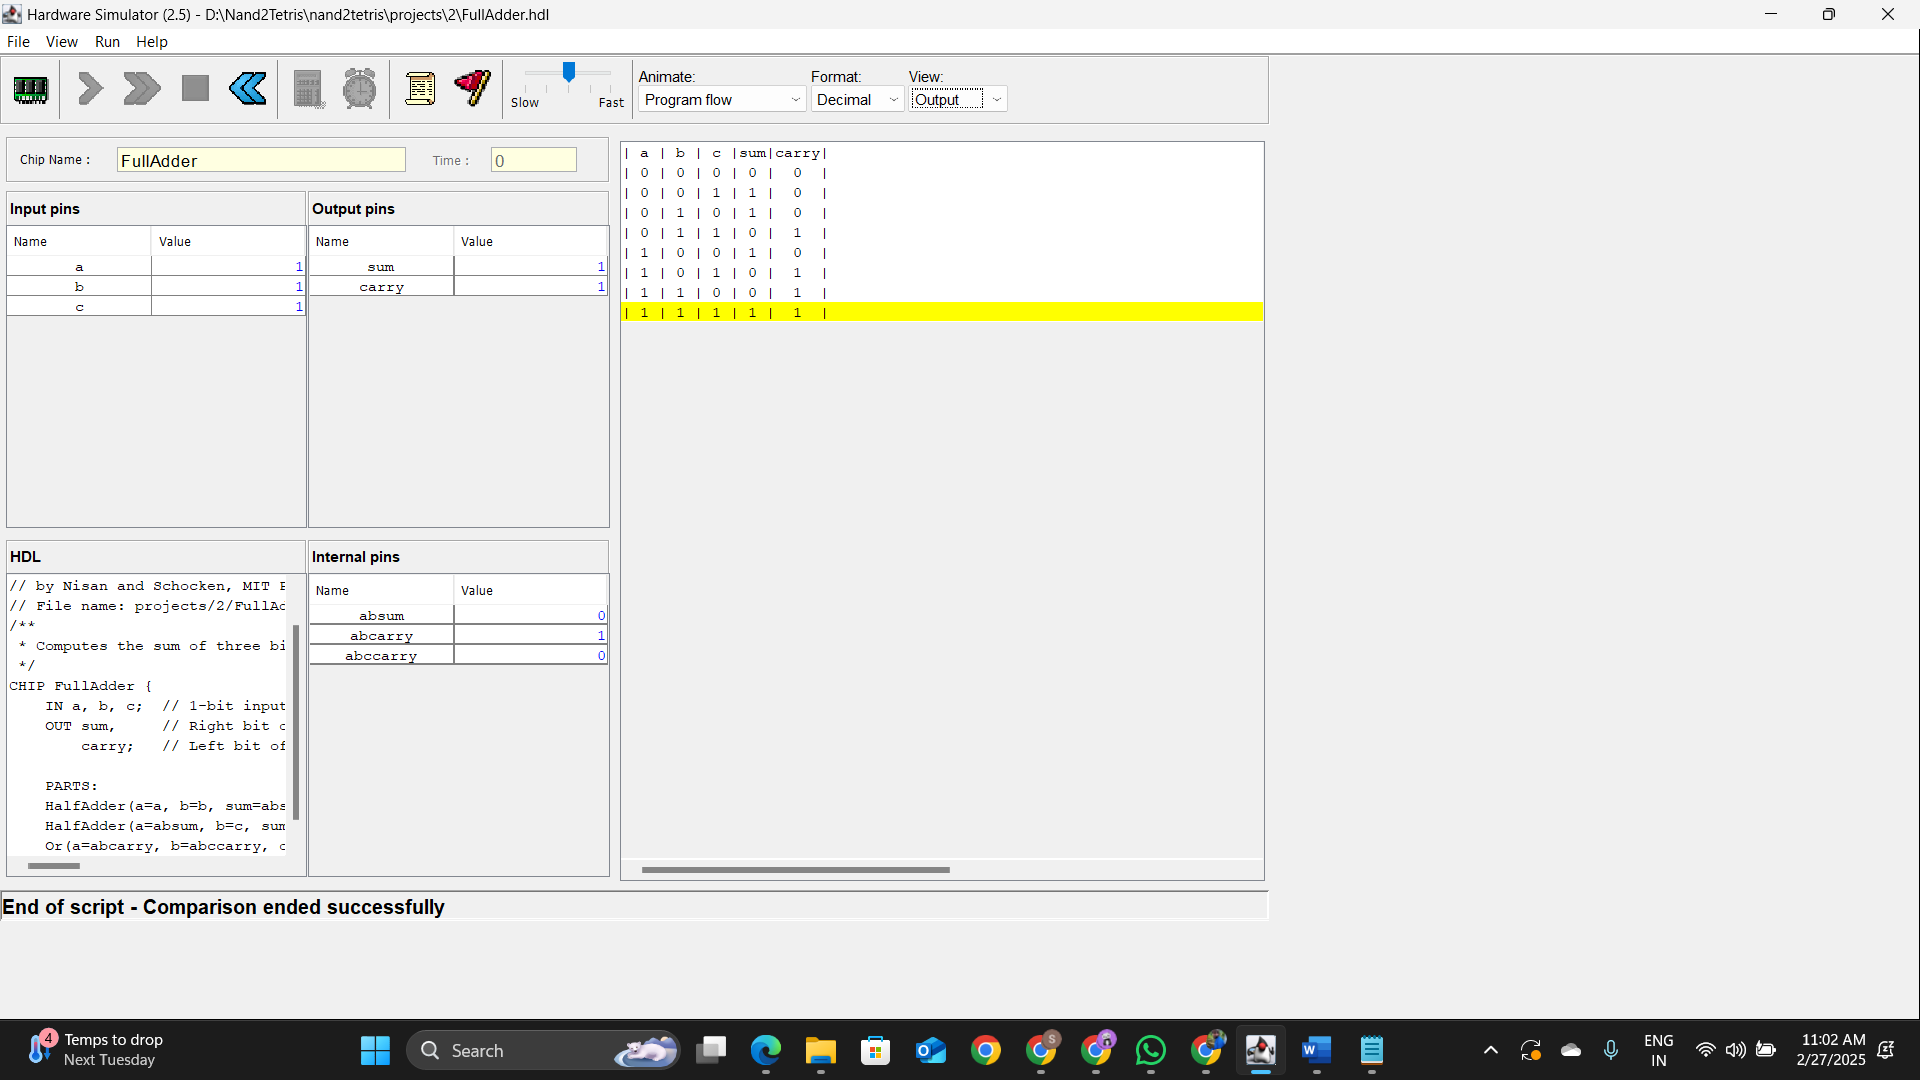 Hardware Simulator (2.5) - D:\Nand2Tetris\nand2tetris\projects\2\FullAdder.hdl
File View Run Help
Slow Fast
Animate: Format: View:
Program flow Decimal Output
Chip Name : FullAdder Time : 0
Input pins
Name Value
a 1
b 1
c 1
Output pins
Name Value
sum 1
carry 1
HDL
// by Nisan and Schocken, MIT P
// File name: projects/2/FullAd
/**
* Computes the sum of three bi
*/
CHIP FullAdder {
IN a, b, c; // 1-bit input
OUT sum, // Right bit o
carry; // Left bit of
PARTS:
HalfAdder(a=a, b=b, sum=abs
HalfAdder(a=absum, b=c, sum
Or(a=abcarry, b=abccarry, o
Internal pins
Name Value
absum 0
abcarry 1
abccarry 0
| a | b | c |sum|carry|
| 0 | 0 | 0 | 0 | 0 |
| 0 | 0 | 1 | 1 | 0 |
| 0 | 1 | 0 | 1 | 0 |
| 0 | 1 | 1 | 0 | 1 |
| 1 | 0 | 0 | 1 | 0 |
| 1 | 0 | 1 | 0 | 1 |
| 1 | 1 | 0 | 0 | 1 |
| 1 | 1 | 1 | 1 | 1 |
End of script - Comparison ended successfully
4
Temps to drop
Next Tuesday
Search
S
ENG
IN
11:02 AM
2/27/2025